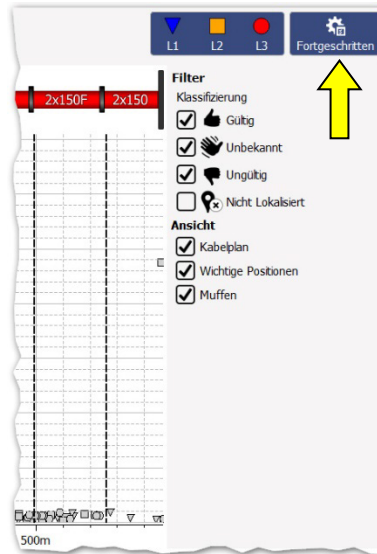 L1 L2 L3 Fortgeschritten
Filter
2x150F 2x150
Klassifizierung
Gültig
Unbekannt
Ungültig
Nicht Lokalisiert
Ansicht
Kabelplan
Wichtige Positionen
Muffen
500m